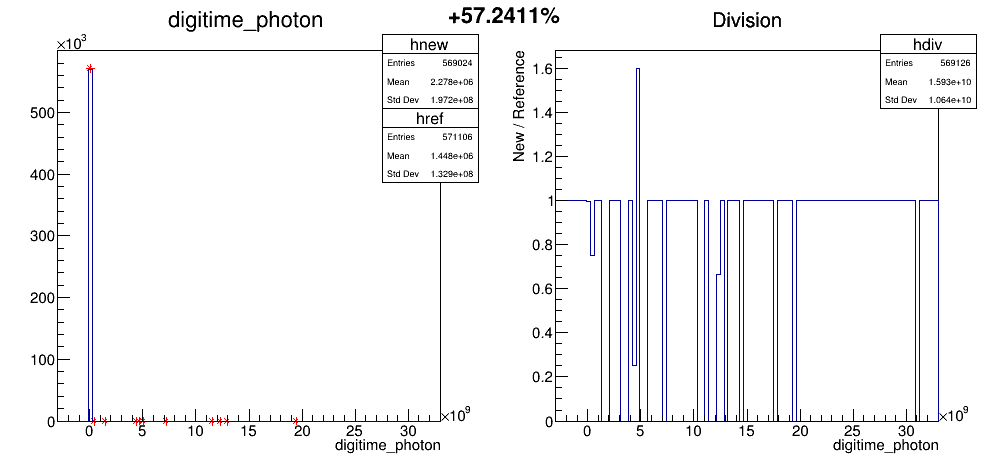 +57.2411%
digitime_photon
×10³
hnew
Entries 569024
Mean 2.278e+06
Std Dev 1.972e+08
href
Entries 571106
Mean 1.448e+06
Std Dev 1.329e+08
500
400
300
200
100
0
0 5 10 15 20 25 30
×10⁹
digitime_photon
Division
hdiv
Entries 569126
Mean 1.593e+10
Std Dev 1.064e+10
New / Reference
1.6
1.4
1.2
1
0.8
0.6
0.4
0.2
0
0 5 10 15 20 25 30
×10⁹
digitime_photon